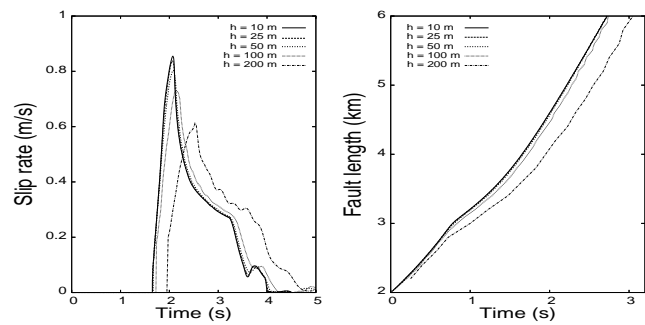 h = 10 m
h = 25 m
h = 50 m
h = 100 m
h = 200 m
Slip rate (m/s)
1
0.8
0.6
0.4
0.2
0
0 1 2 3 4 5
Time (s)
h = 10 m
h = 25 m
h = 50 m
h = 100 m
h = 200 m
Fault length (km)
6
5
4
3
2
0 1 2 3
Time (s)